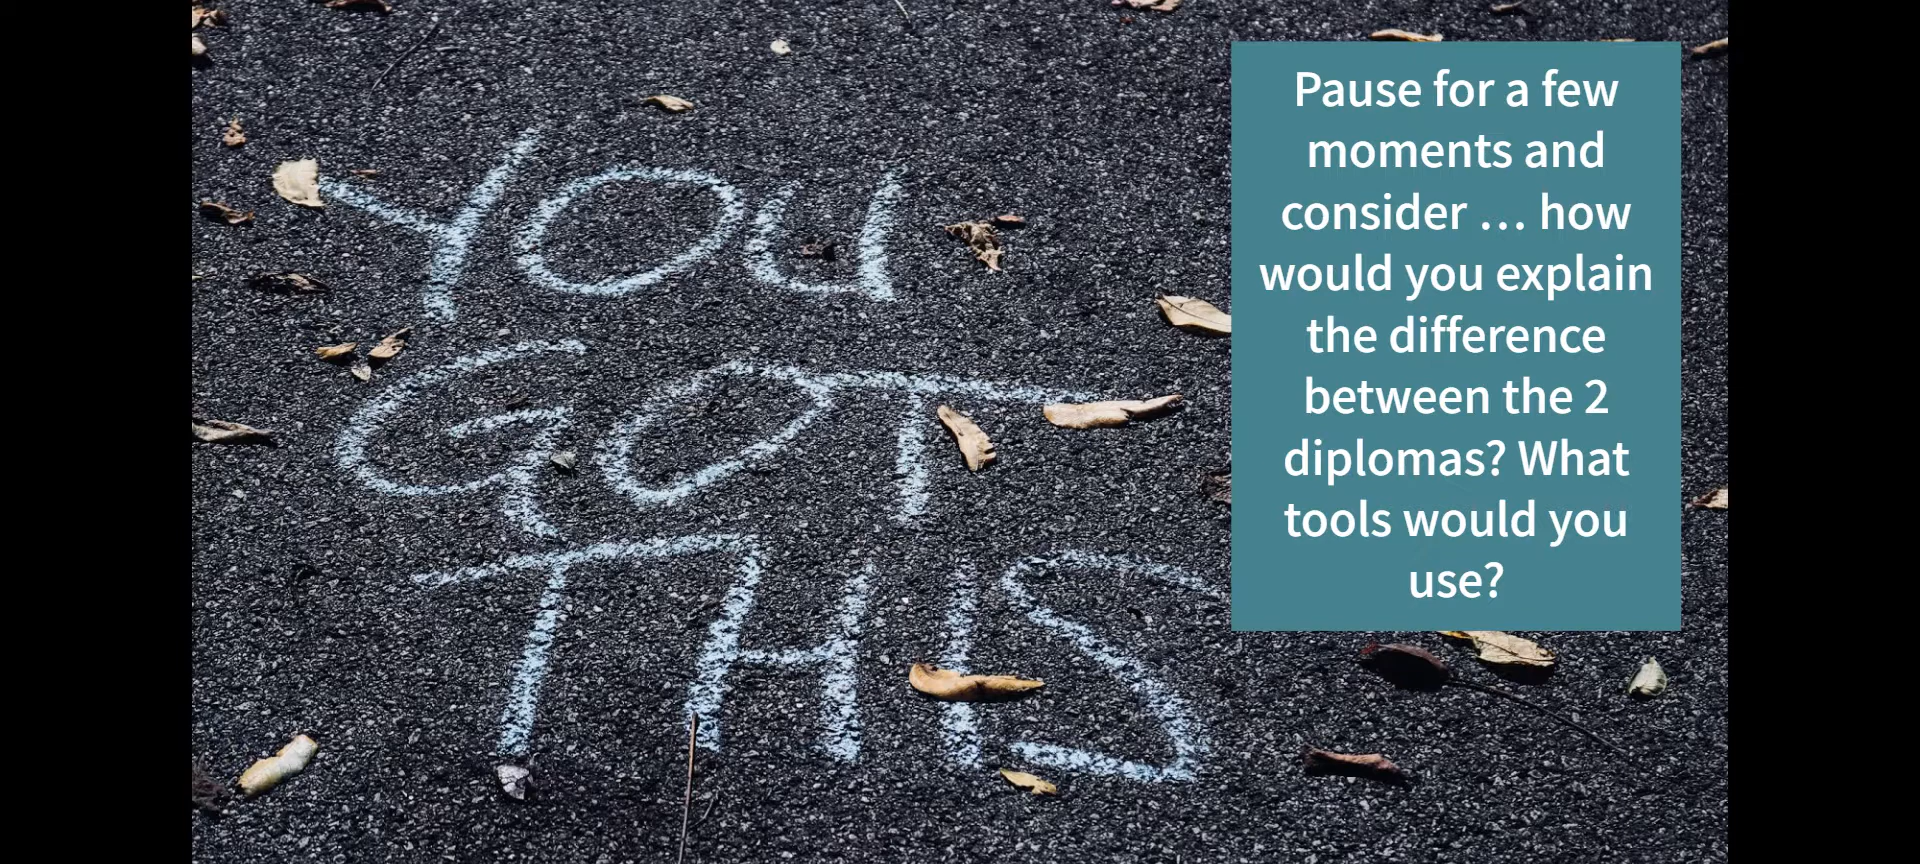 YOU
GOT
THIS
Pause for a few
moments and
consider … how
would you explain
the difference
between the 2
diplomas? What
tools would you
use?